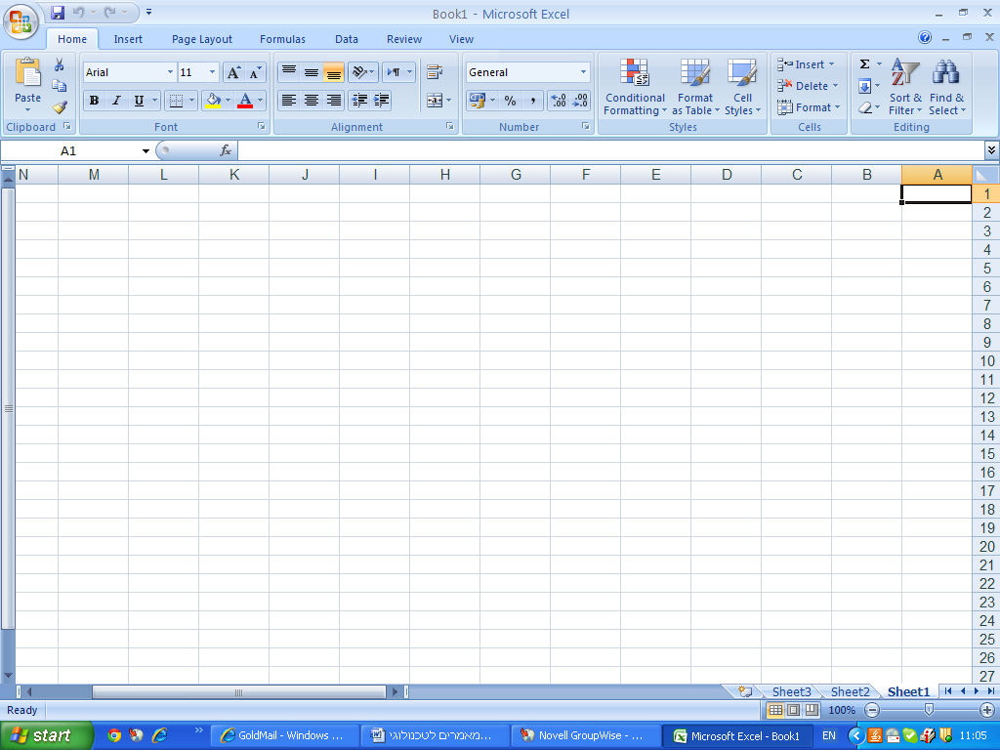 Book1 - Microsoft Excel
Home Insert Page Layout Formulas Data Review View
Paste
Clipboard
Arial 11
B I U A
Font
Alignment
General
% ,
Number
Conditional Formatting
Format as Table
Cell Styles
Styles
Insert
Delete
Format
Cells
Σ
Sort & Filter
Find & Select
Editing
A1 fx
N M L K J I H G F E D C B A
1
2
3
4
5
6
7
8
9
10
11
12
13
14
15
16
17
18
19
20
21
22
23
24
25
26
27
Sheet3 Sheet2 Sheet1
Ready 100%
start GoldMail - Windows ... מאמרים לטכנולוגי... Novell GroupWise - ... Microsoft Excel - Book1 EN 11:05